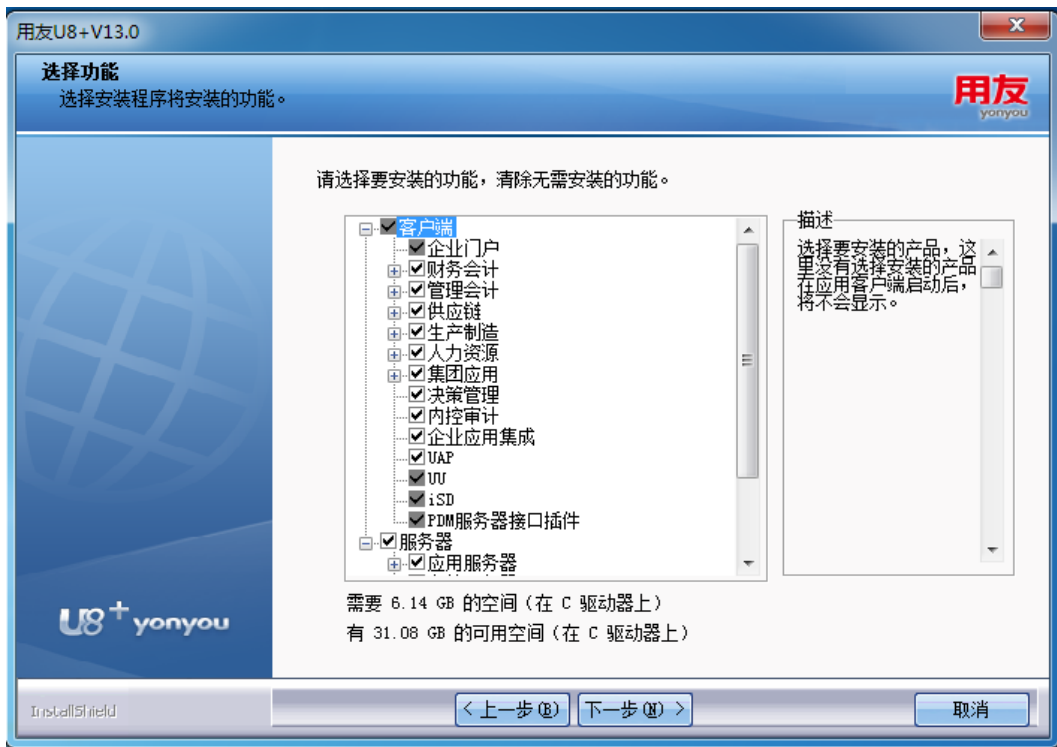 用友U8+V13.0
选择功能
选择安装程序将安装的功能。
用友
yonyou
请选择要安装的功能，清除无需安装的功能。
客户端
企业门户
财务会计
管理会计
供应链
生产制造
人力资源
集团应用
决策管理
内控审计
企业应用集成
UAP
UU
iSD
PDM服务器接口插件
服务器
应用服务器
描述
选择要安装的产品，这
里没有选择安装的产品
在应用客户端启动后，
将不会显示。
需要 6.14 GB 的空间（在 C 驱动器上）
有 31.08 GB 的可用空间（在 C 驱动器上）
U8+ yonyou
InstallShield
< 上一步(B)
下一步(N) >
取消